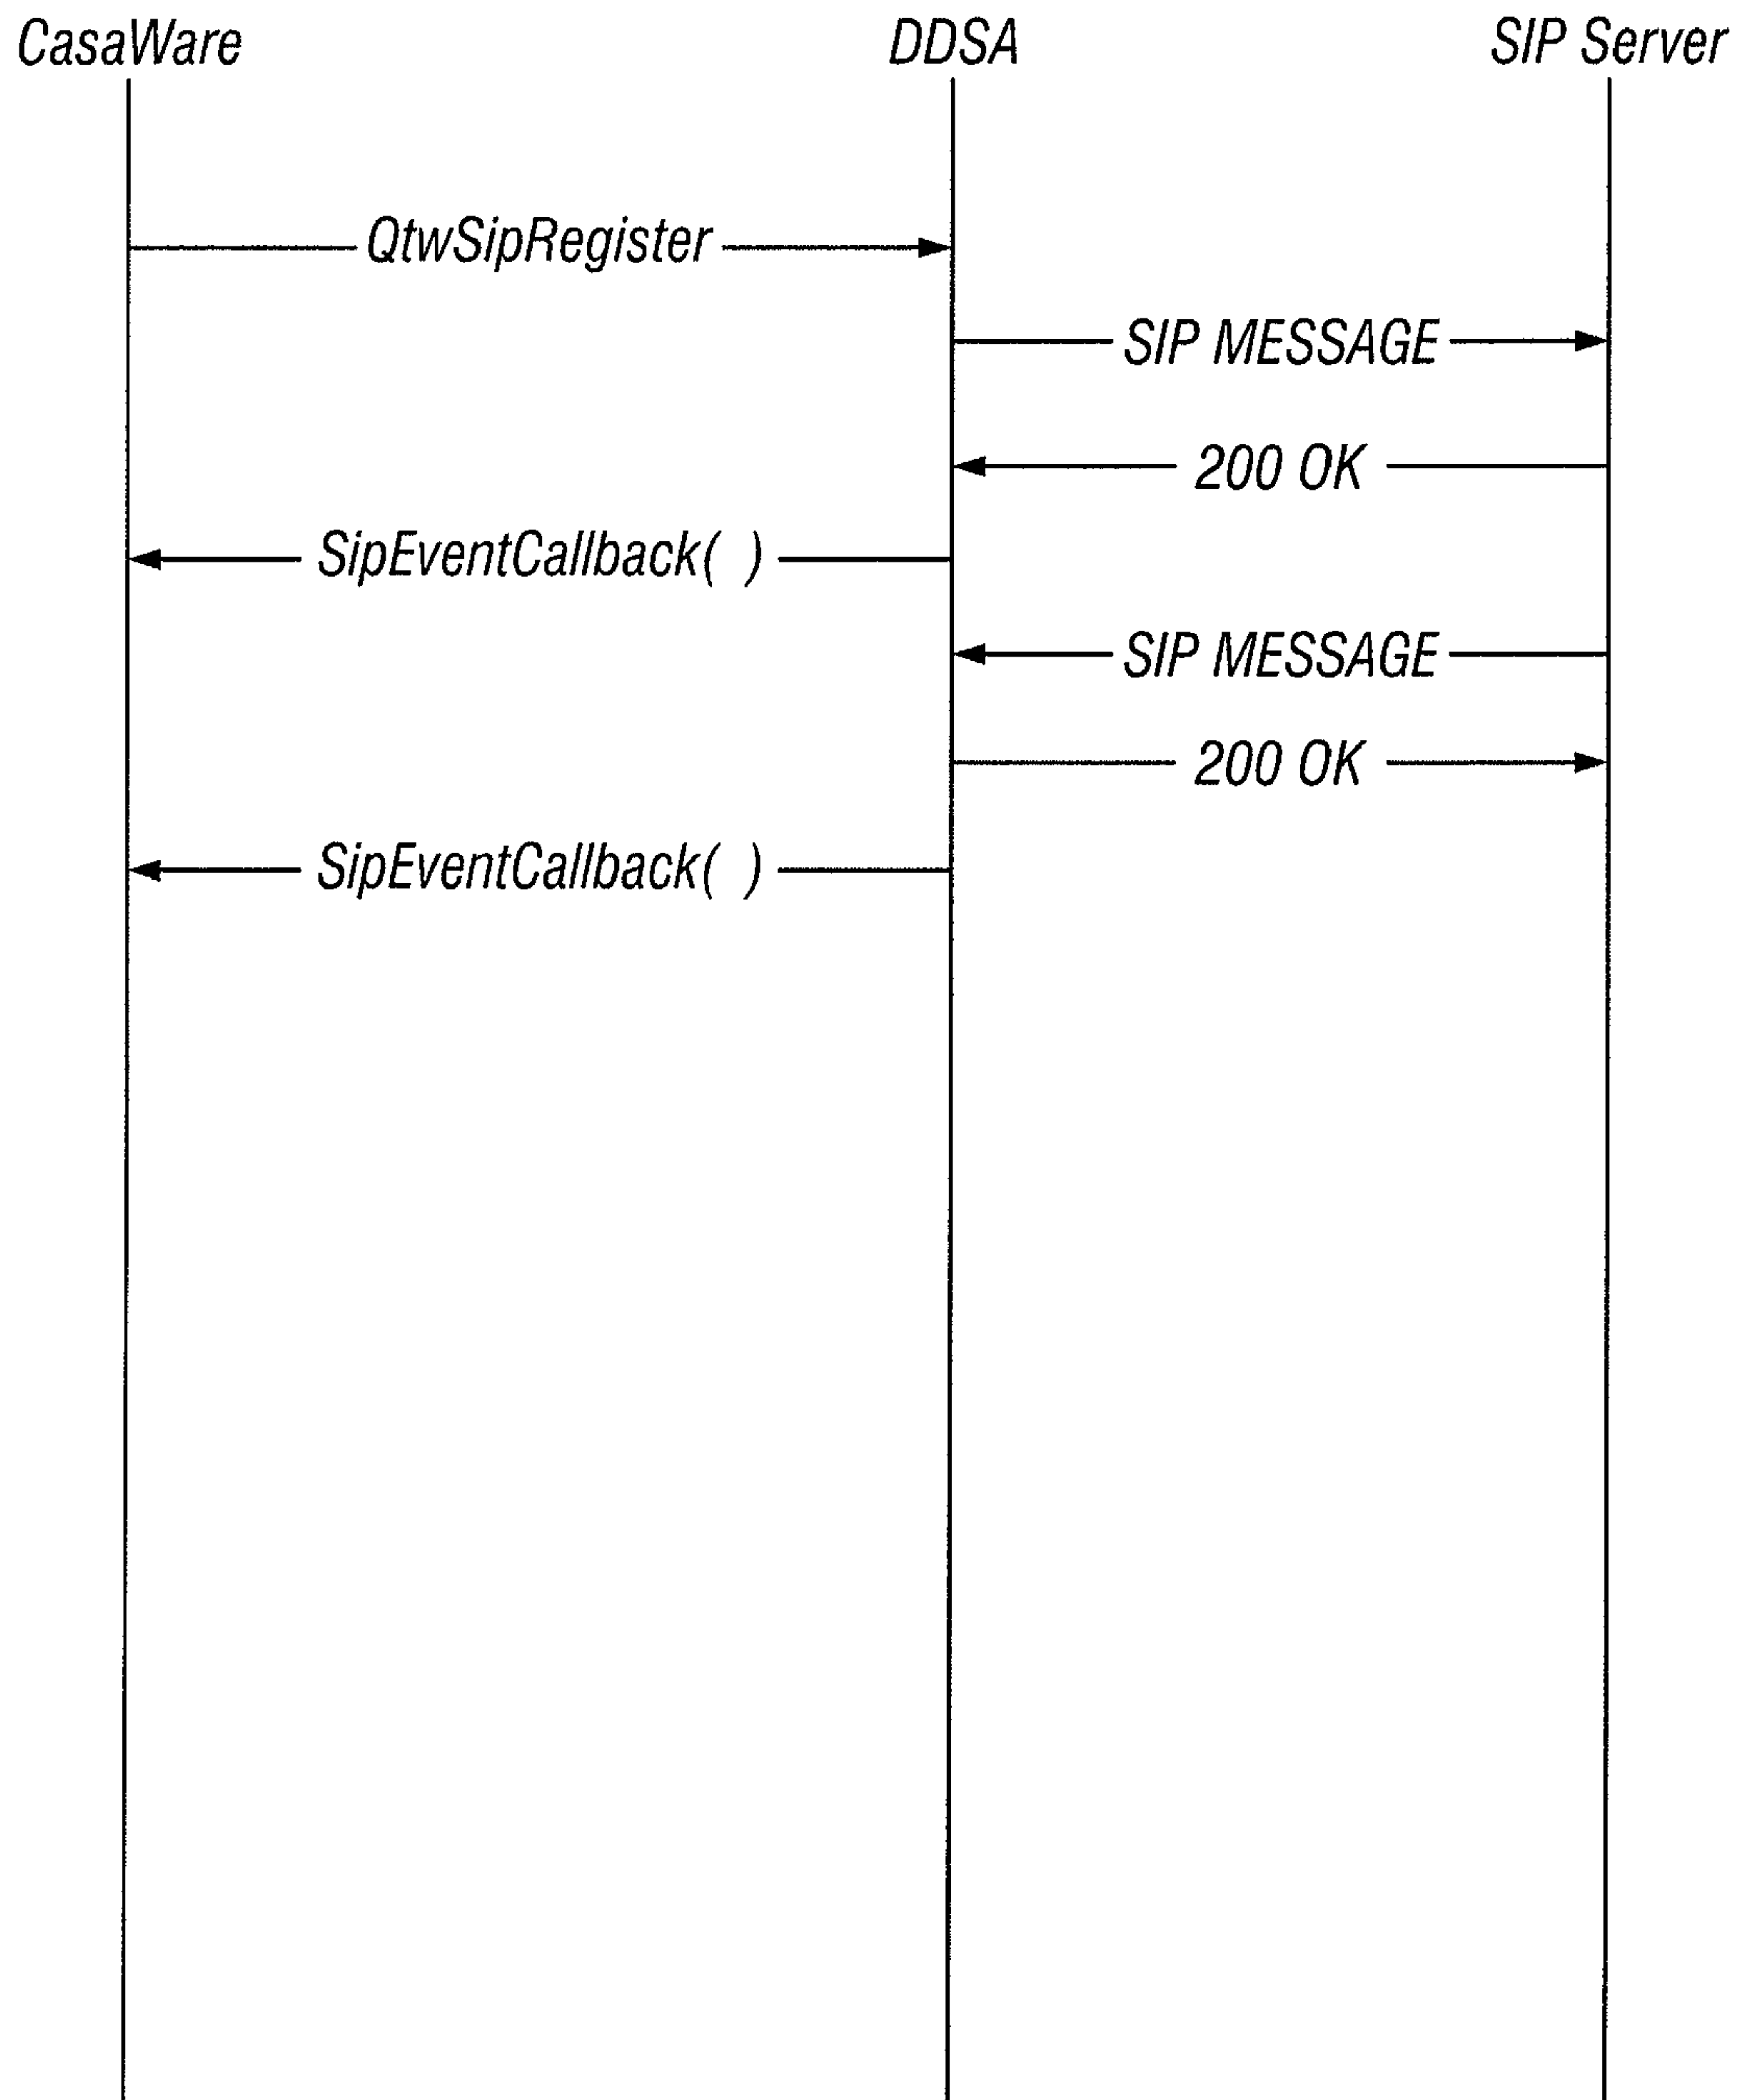 CasaWare DDSA SIP Server
QtwSipRegister
SIP MESSAGE
200 OK
SipEventCallback( )
SIP MESSAGE
200 OK
SipEventCallback( )